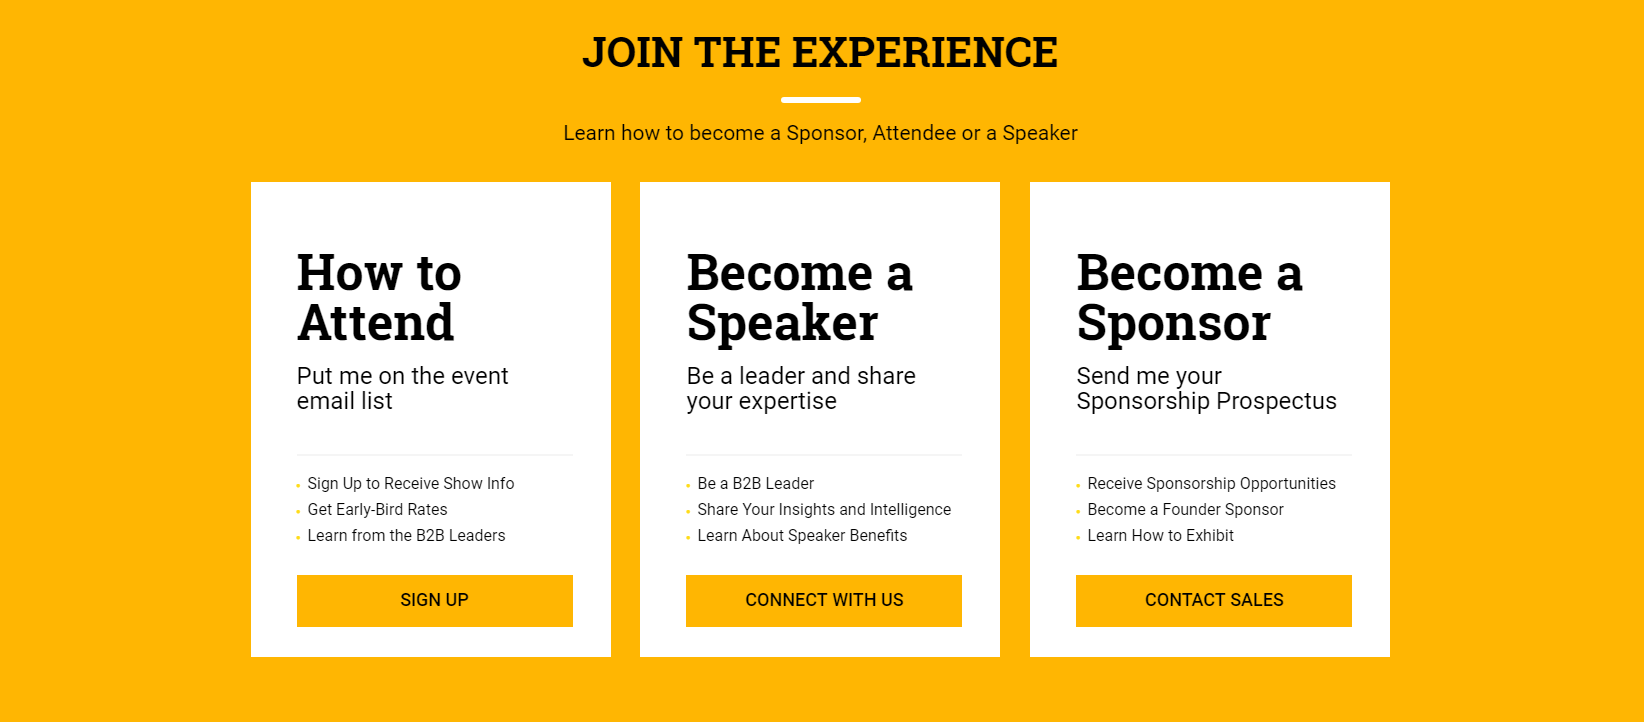 JOIN THE EXPERIENCE
Learn how to become a Sponsor, Attendee or a Speaker
How to
Attend
Put me on the event
email list
Sign Up to Receive Show Info
Get Early-Bird Rates
Learn from the B2B Leaders
SIGN UP
Become a
Speaker
Be a leader and share
your expertise
Be a B2B Leader
Share Your Insights and Intelligence
Learn About Speaker Benefits
CONNECT WITH US
Become a
Sponsor
Send me your
Sponsorship Prospectus
Receive Sponsorship Opportunities
Become a Founder Sponsor
Learn How to Exhibit
CONTACT SALES